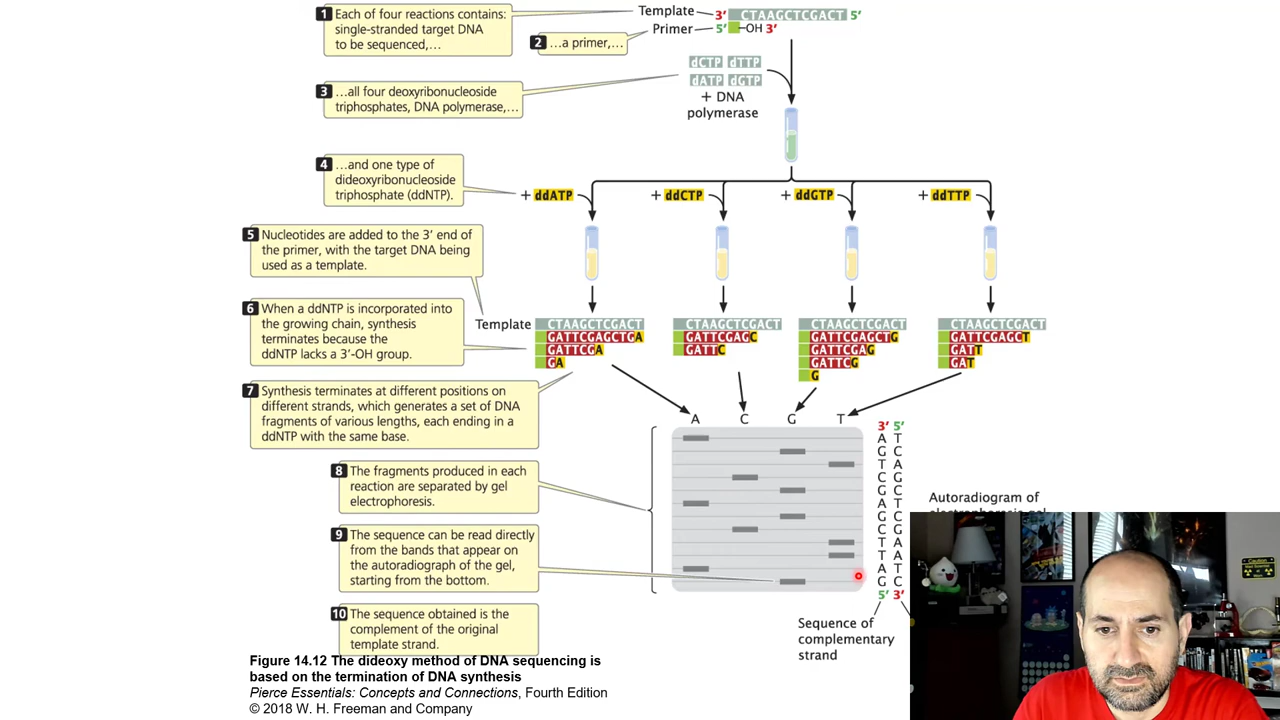 1 Each of four reactions contains:
single-stranded target DNA
to be sequenced,…
Template 3′ CTAAGCTCGACT 5′
Primer 5′ –OH 3′
2 …a primer,…
3 …all four deoxyribonucleoside
triphosphates, DNA polymerase,…
dCTP dTTP
dATP dGTP
+ DNA
polymerase
4 …and one type of
dideoxyribonucleoside
triphosphate (ddNTP).
+ ddATP + ddCTP + ddGTP + ddTTP
5 Nucleotides are added to the 3′ end of
the primer, with the target DNA being
used as a template.
6 When a ddNTP is incorporated into
the growing chain, synthesis
terminates because the
ddNTP lacks a 3′-OH group.
Template
CTAAGCTCGACT
GATTCGAGCTGA
GATTCGA
GA
CTAAGCTCGACT
GATTCGAGC
GATTC
CTAAGCTCGACT
GATTCGAGCTG
GATTCGAG
GATTCG
G
CTAAGCTCGACT
GATTCGAGCT
GATT
GAT
7 Synthesis terminates at different positions on
different strands, which generates a set of DNA
fragments of various lengths, each ending in a
ddNTP with the same base.
A C G T
3′ 5′
A T
G C
T A
C G
G C
A T
G C
C G
T A
T A
A T
G C
5′ 3′
8 The fragments produced in each
reaction are separated by gel
electrophoresis.
Autoradiogram of
9 The sequence can be read directly
from the bands that appear on
the autoradiograph of the gel,
starting from the bottom.
10 The sequence obtained is the
complement of the original
template strand.
Sequence of
complementary
strand
Figure 14.12 The dideoxy method of DNA sequencing is
based on the termination of DNA synthesis
Pierce Essentials: Concepts and Connections, Fourth Edition
© 2018 W. H. Freeman and Company
Caution